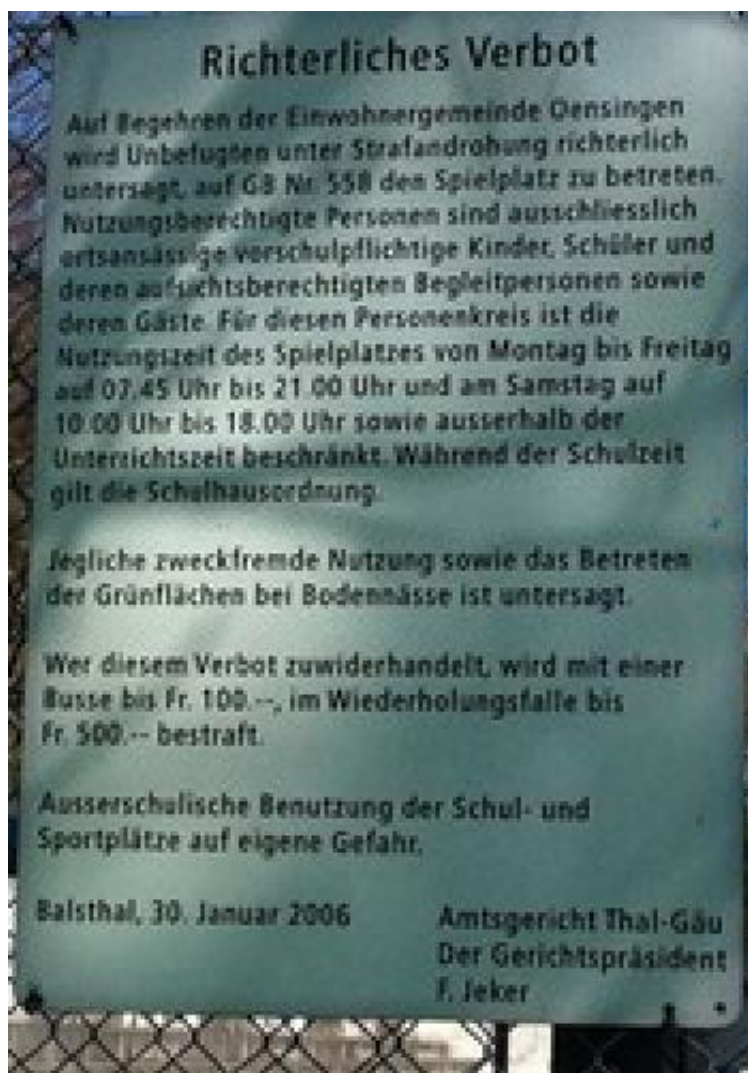 Richterliches Verbot
Auf Begehren der Einwohnergemeinde Oensingen
wird Unbefugten unter Strafandrohung richterlich
untersagt, auf GB Nr. 558 den Spielplatz zu betreten.
Nutzungsberechtigte Personen sind ausschliesslich
ortsansässige vorschulpflichtige Kinder, Schüler und
deren aufsichtsberechtigten Begleitpersonen sowie
deren Gäste. Für diesen Personenkreis ist die
Nutzungszeit des Spielplatzes von Montag bis Freitag
auf 07.45 Uhr bis 21.00 Uhr und am Samstag auf
10.00 Uhr bis 18.00 Uhr sowie ausserhalb der
Unterrichtszeit beschränkt. Während der Schulzeit
gilt die Schulhausordnung.
Jegliche zweckfremde Nutzung sowie das Betreten
der Grünflächen bei Bodennässe ist untersagt.
Wer diesem Verbot zuwiderhandelt, wird mit einer
Busse bis Fr. 100.--, im Wiederholungsfalle bis
Fr. 500.-- bestraft.
Ausserschulische Benutzung der Schul- und
Sportplätze auf eigene Gefahr.
Balsthal, 30. Januar 2006
Amtsgericht Thal-Gäu
Der Gerichtspräsident
F. Jeker